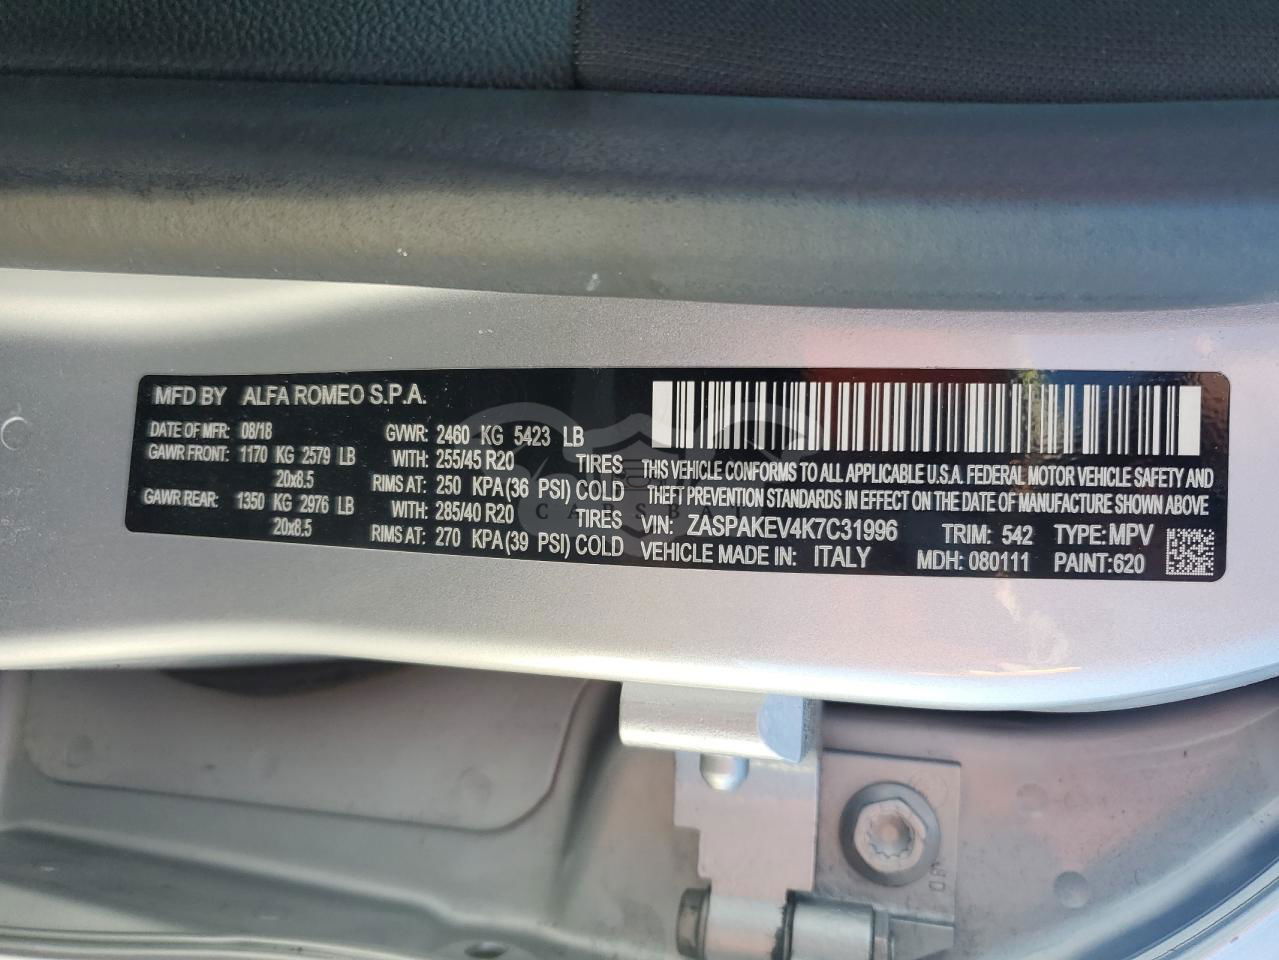 MFD BY ALFA ROMEO S.P.A.
DATE OF MFR: 08/18 GVWR: 2460 KG 5423 LB
GAWR FRONT: 1170 KG 2579 LB WITH: 255/45 R20 TIRES
20x8.5 RIMS AT: 250 KPA(36 PSI) COLD
GAWR REAR: 1350 KG 2976 LB WITH: 285/40 R20 TIRES
20x8.5 RIMS AT: 270 KPA(39 PSI) COLD
THIS VEHICLE CONFORMS TO ALL APPLICABLE U.S.A. FEDERAL MOTOR VEHICLE SAFETY AND
THEFT PREVENTION STANDARDS IN EFFECT ON THE DATE OF MANUFACTURE SHOWN ABOVE
VIN: ZASPAKEV4K7C31996 TRIM: 542 TYPE: MPV
VEHICLE MADE IN: ITALY MDH: 080111 PAINT:620